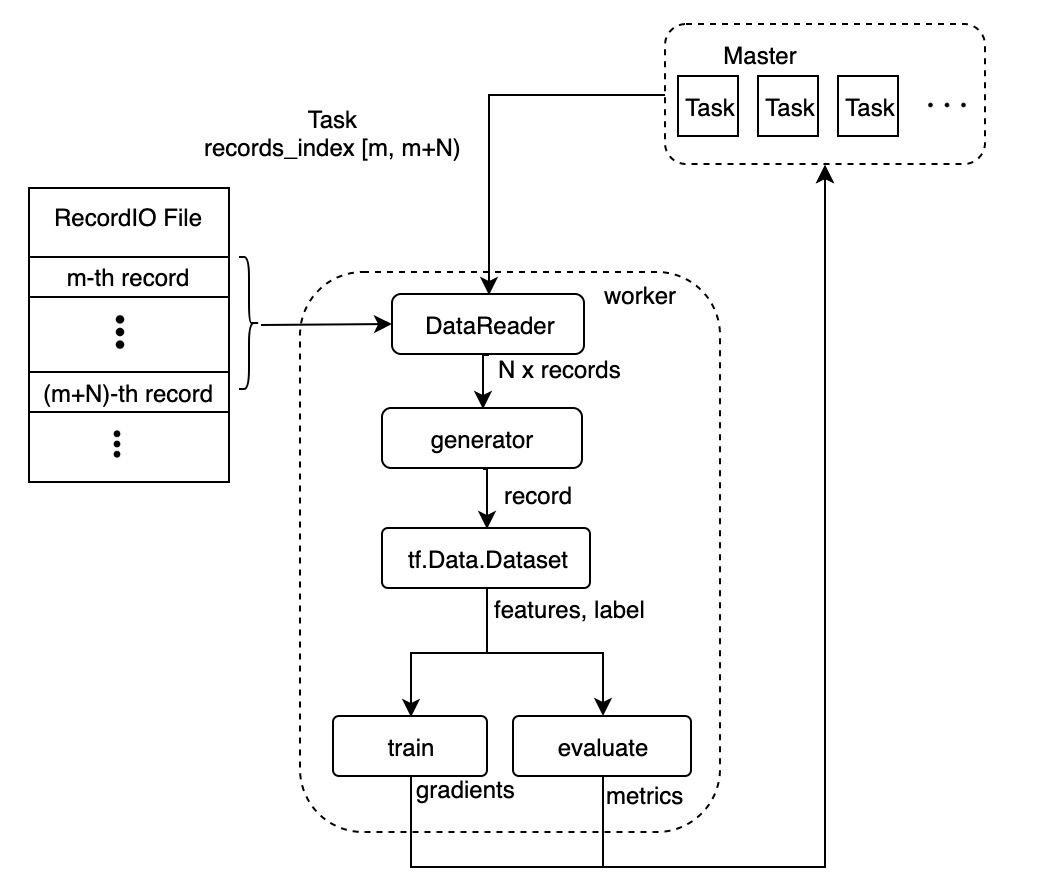 Master
Task
Task
Task
. . .
Task
records_index [m, m+N)
RecordIO File
m-th record
(m+N)-th record
worker
DataReader
N x records
generator
record
tf.Data.Dataset
features, label
train
evaluate
gradients
metrics